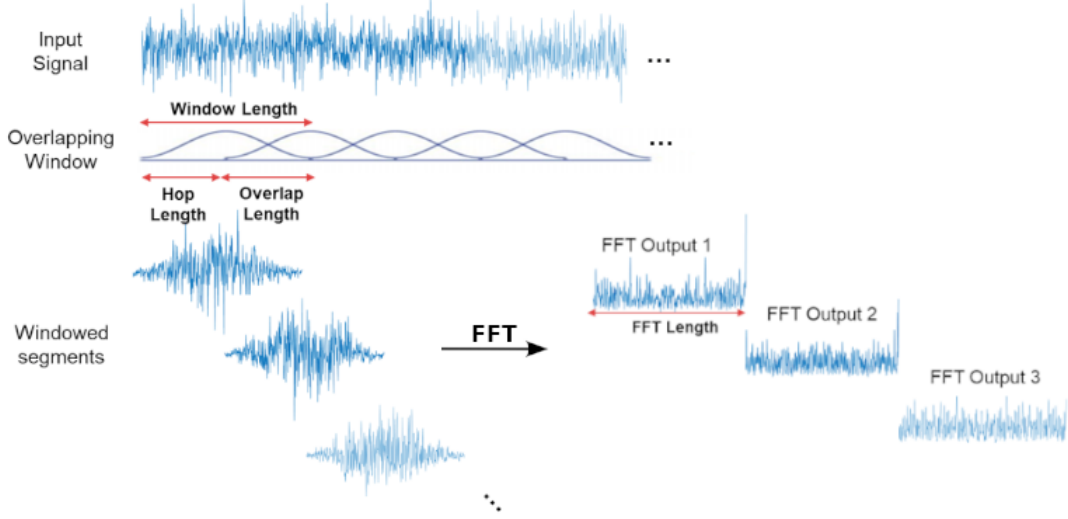 Input
Signal
...
Window Length
Overlapping
Window
...
Hop
Length
Overlap
Length
FFT Output 1
FFT Length
Windowed
segments
FFT
FFT Output 2
FFT Output 3